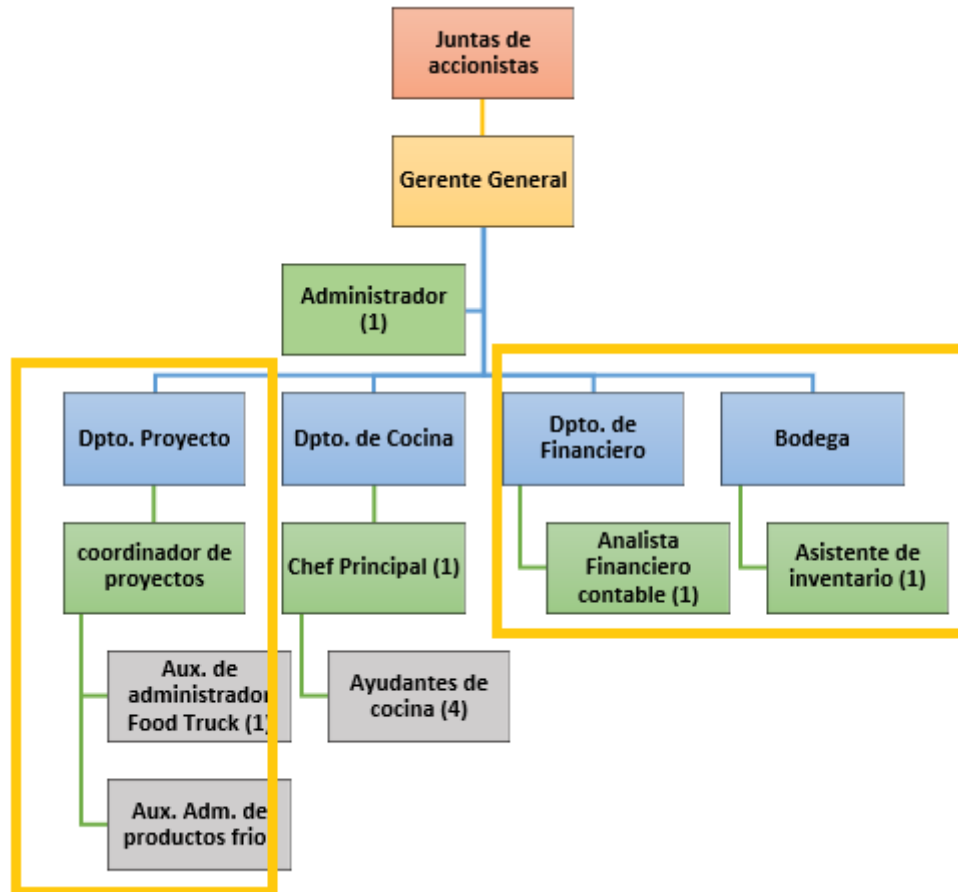 Juntas de
accionistas
Gerente General
Administrador
(1)
Dpto. Proyecto
Dpto. de Cocina
Dpto. de
Financiero
Bodega
coordinador de
proyectos
Chef Principal (1)
Analista
Financiero
contable (1)
Asistente de
inventario (1)
Aux. de
administrador
Food Truck (1)
Ayudantes de
cocina (4)
Aux. Adm. de
productos frio